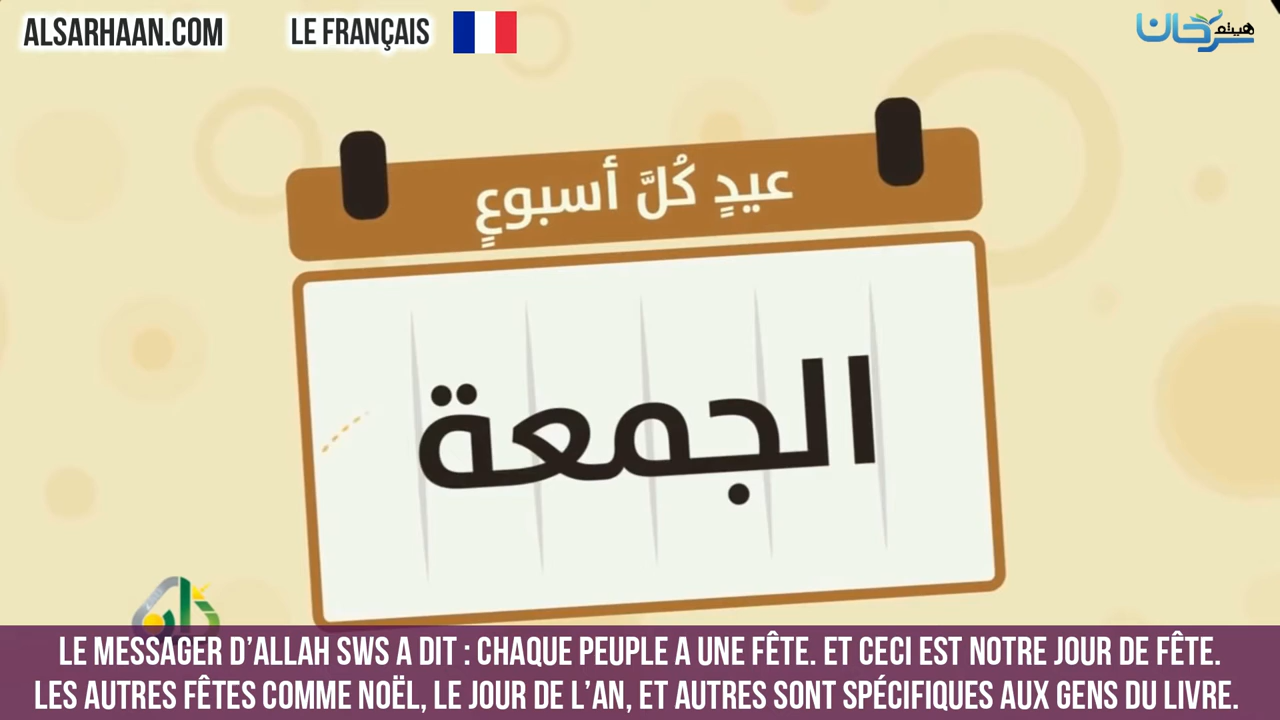 ALSARHAAN.COM
LE FRANÇAIS
هيثم سرحان
عيدٍ كُلَّ أسبوعٍ
الجمعة
LE MESSAGER D’ALLAH SWS A DIT : CHAQUE PEUPLE A UNE FÊTE. ET CECI EST NOTRE JOUR DE FÊTE.
LES AUTRES FÊTES COMME NOËL, LE JOUR DE L’AN, ET AUTRES SONT SPÉCIFIQUES AUX GENS DU LIVRE.